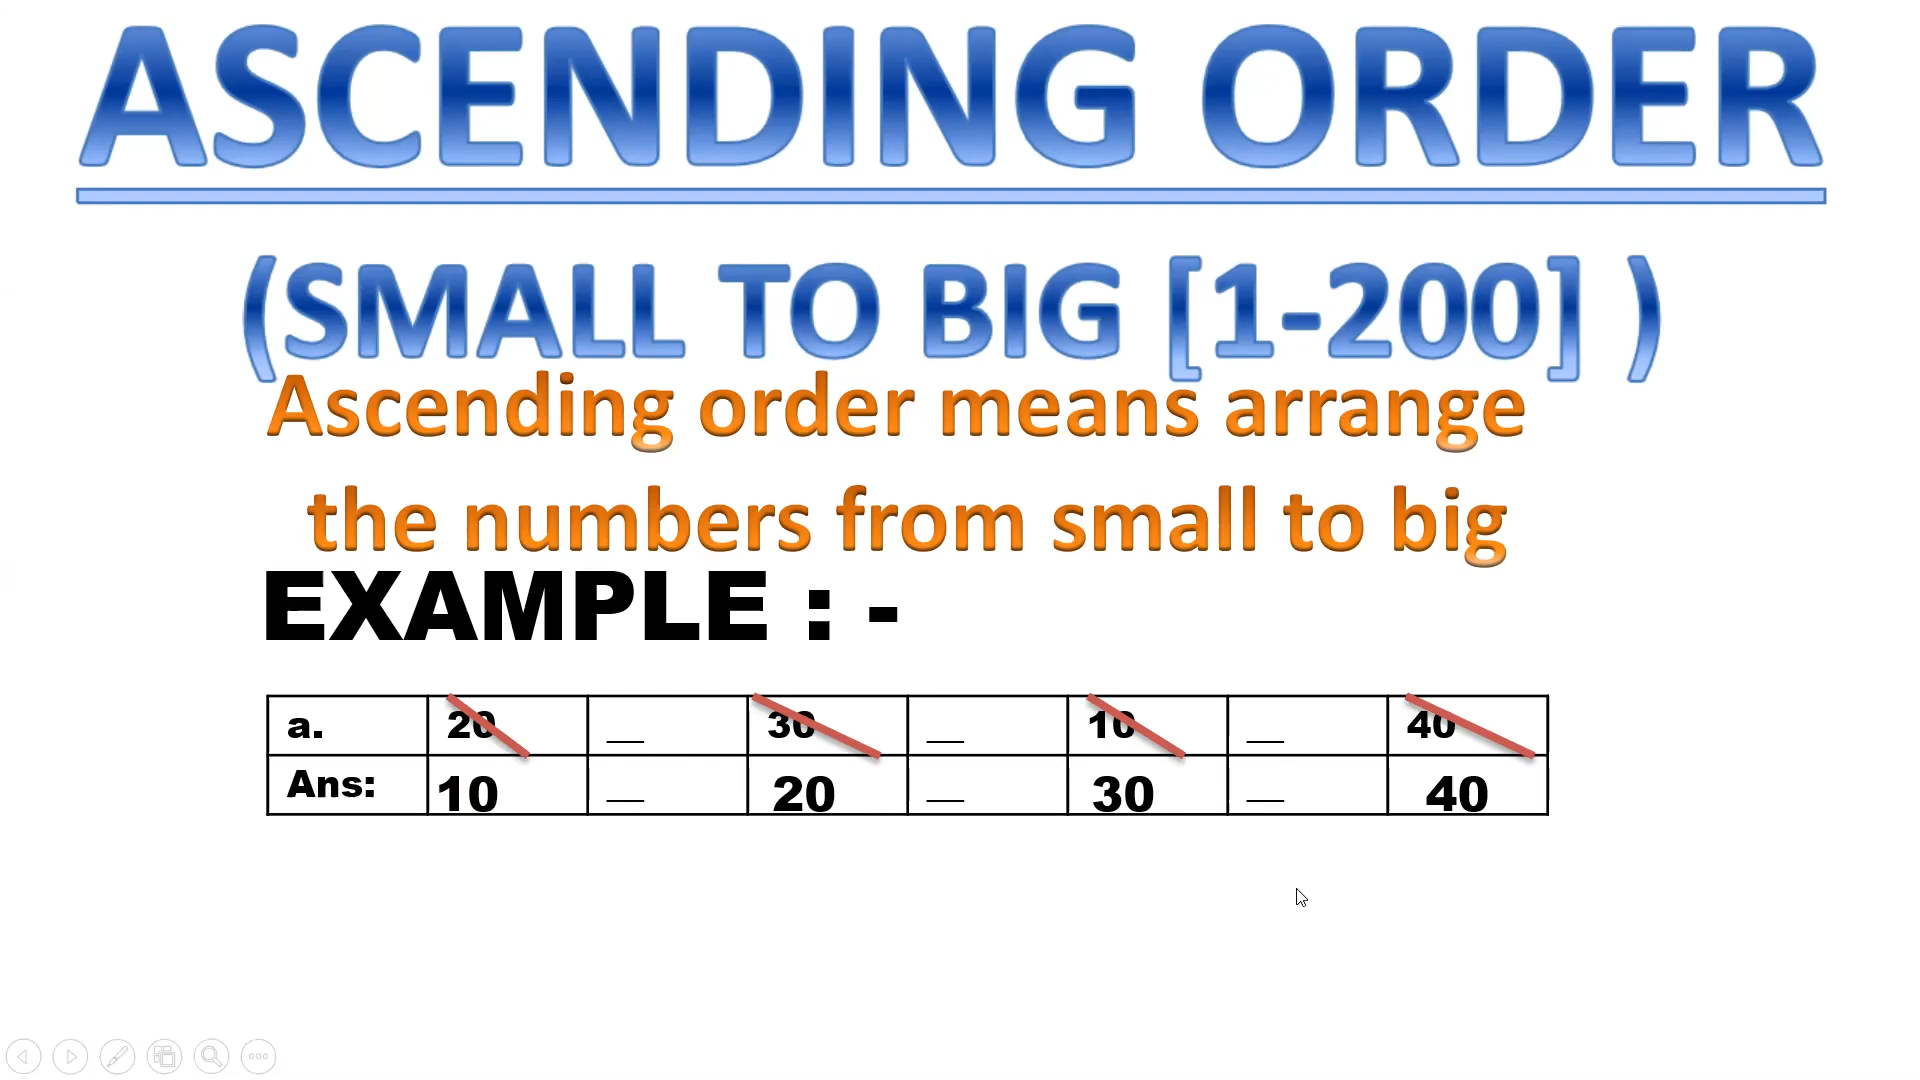 ASCENDING ORDER
(SMALL TO BIG [1-200] )
Ascending order means arrange
the numbers from small to big
EXAMPLE : -
a. 20 __ 30 __ 10 __ 40
Ans: 10 __ 20 __ 30 __ 40